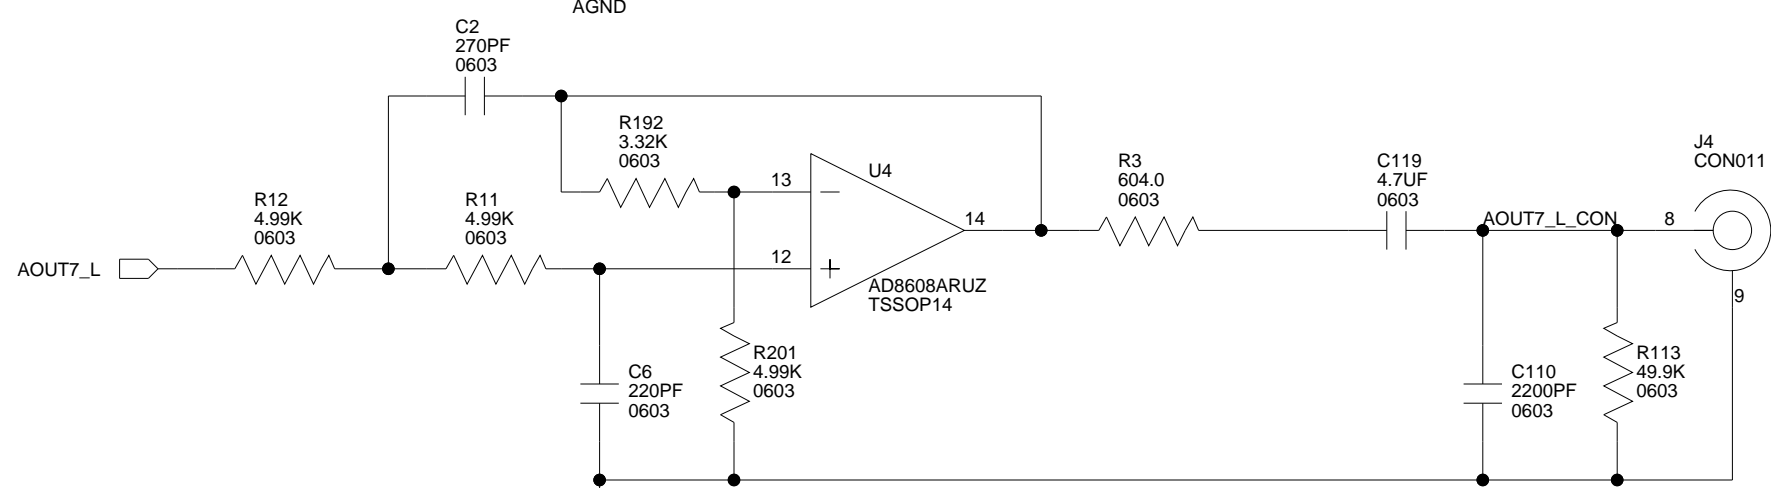 AGND
C2
270PF
0603
R192
3.32K
0603
R12
4.99K
0603
R11
4.99K
0603
AOUT7_L
13
12
14
U4
AD8608ARUZ
TSSOP14
R3
604.0
0603
C119
4.7UF
0603
AOUT7_L_CON
8
J4
CON011
9
C6
220PF
0603
R201
4.99K
0603
C110
2200PF
0603
R113
49.9K
0603